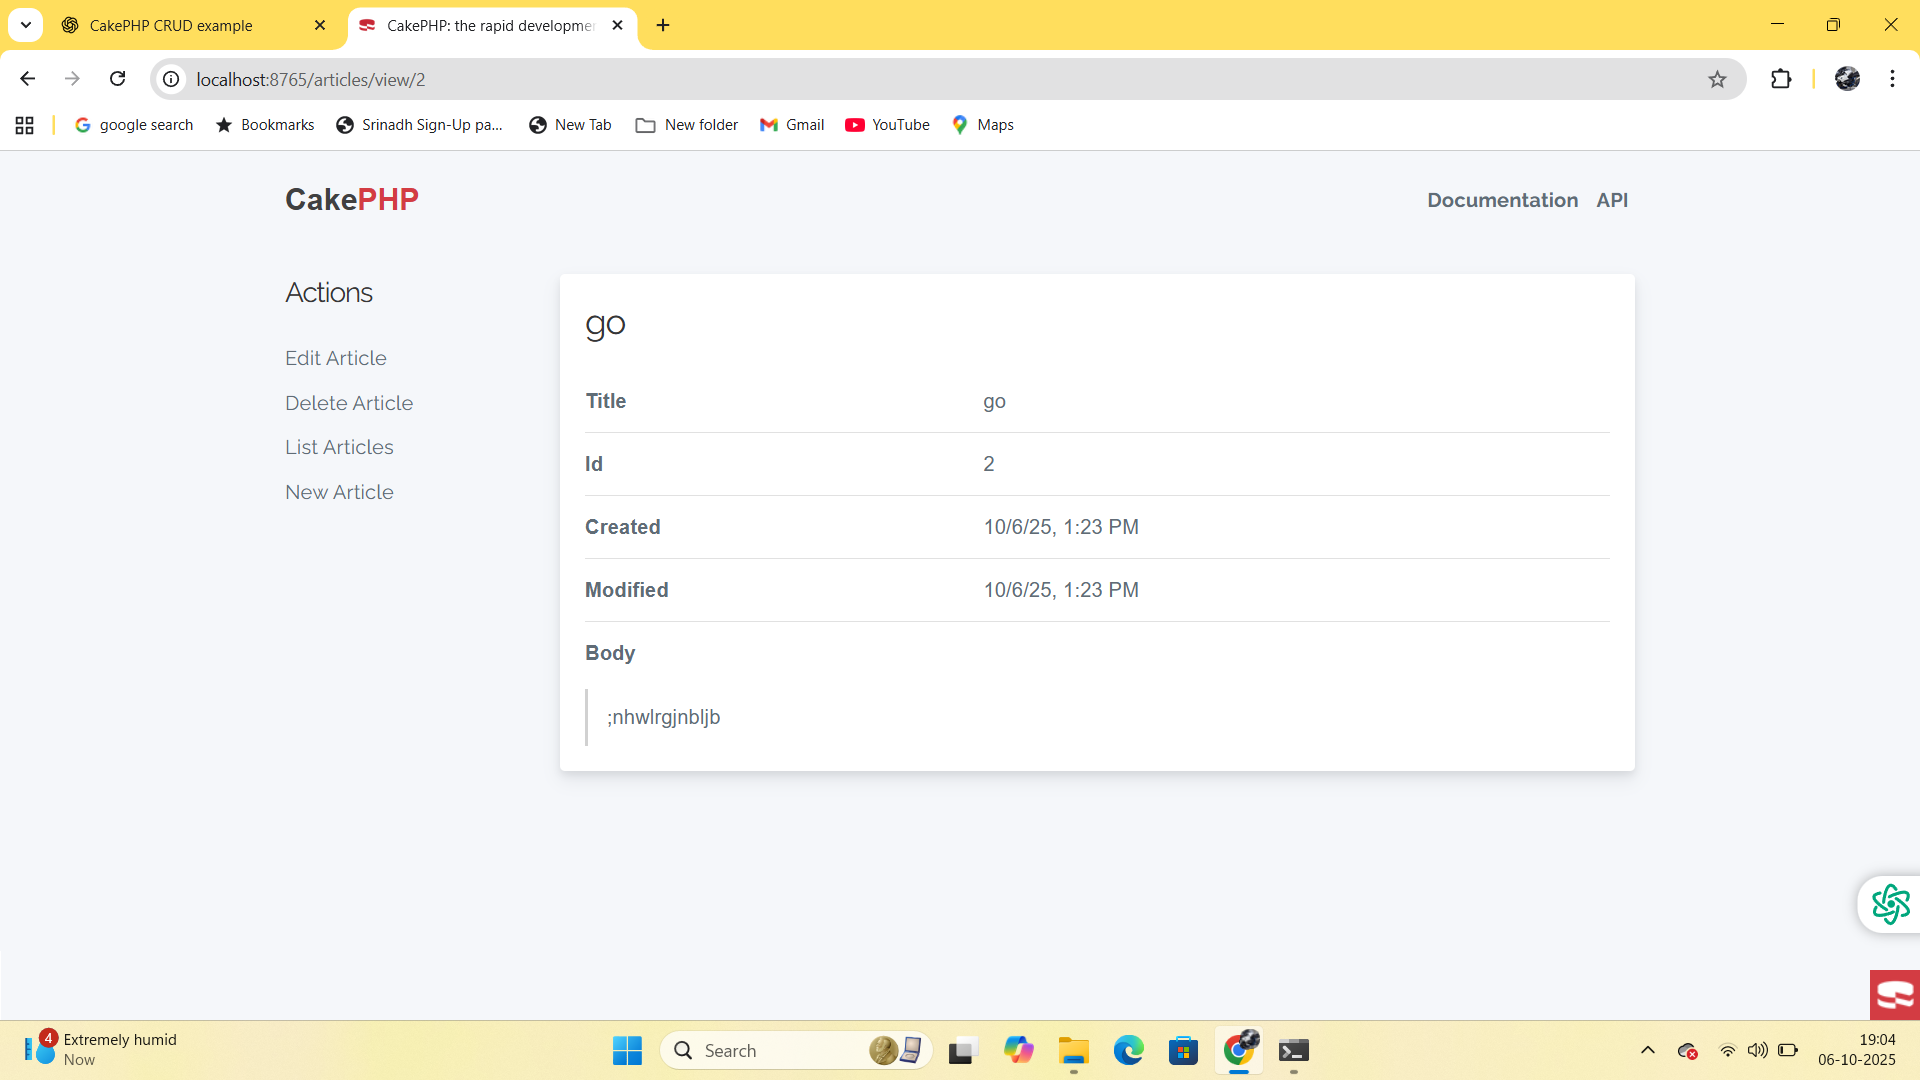 CakePHP CRUD example
CakePHP: the rapid developmen
localhost:8765/articles/view/2
google search
Bookmarks
Srinadh Sign-Up pa...
New Tab
New folder
Gmail
YouTube
Maps
CakePHP
Documentation
API
Actions
Edit Article
Delete Article
List Articles
New Article
go
Title go
Id 2
Created 10/6/25, 1:23 PM
Modified 10/6/25, 1:23 PM
Body
;nhwlrgjnbljb
4
Extremely humid
Now
Search
19:04
06-10-2025